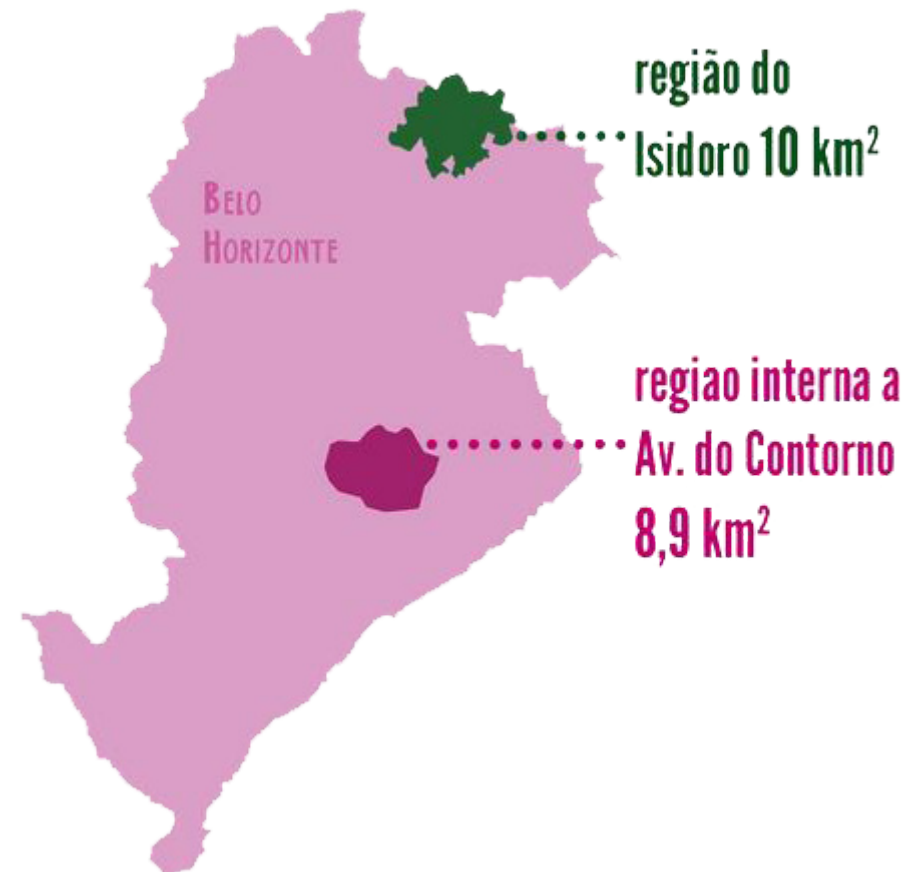 região do
Isidoro 10 km²
BELO
HORIZONTE
regiao interna a
Av. do Contorno
8,9 km²